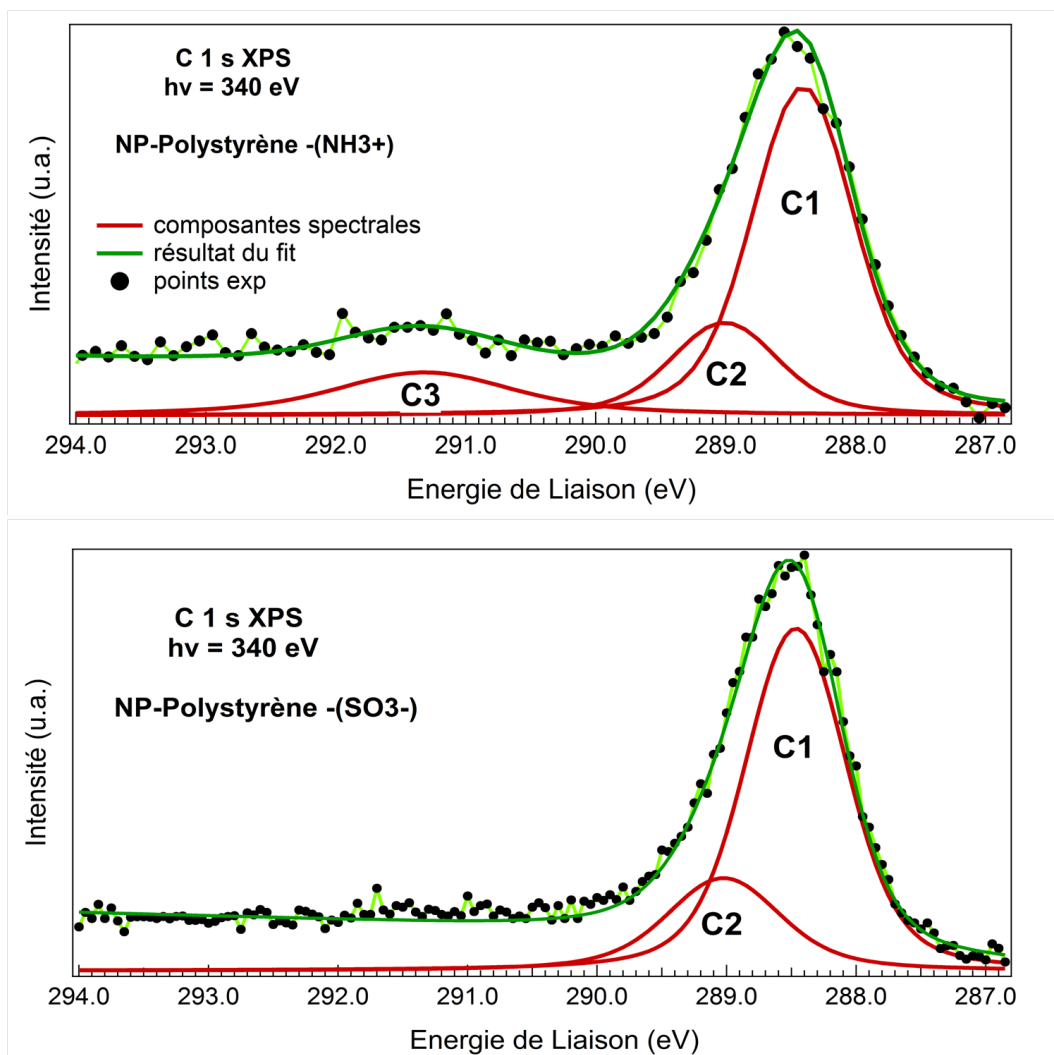 C 1 s XPS
hν = 340 eV
NP-Polystyrène -(NH3+)
composantes spectrales
résultat du fit
points exp
C1
C2
C3
Intensité (u.a.)
294.0 293.0 292.0 291.0 290.0 289.0 288.0 287.0
Energie de Liaison (eV)
C 1 s XPS
hν = 340 eV
NP-Polystyrène -(SO3-)
C1
C2
Intensité (u.a.)
294.0 293.0 292.0 291.0 290.0 289.0 288.0 287.0
Energie de Liaison (eV)